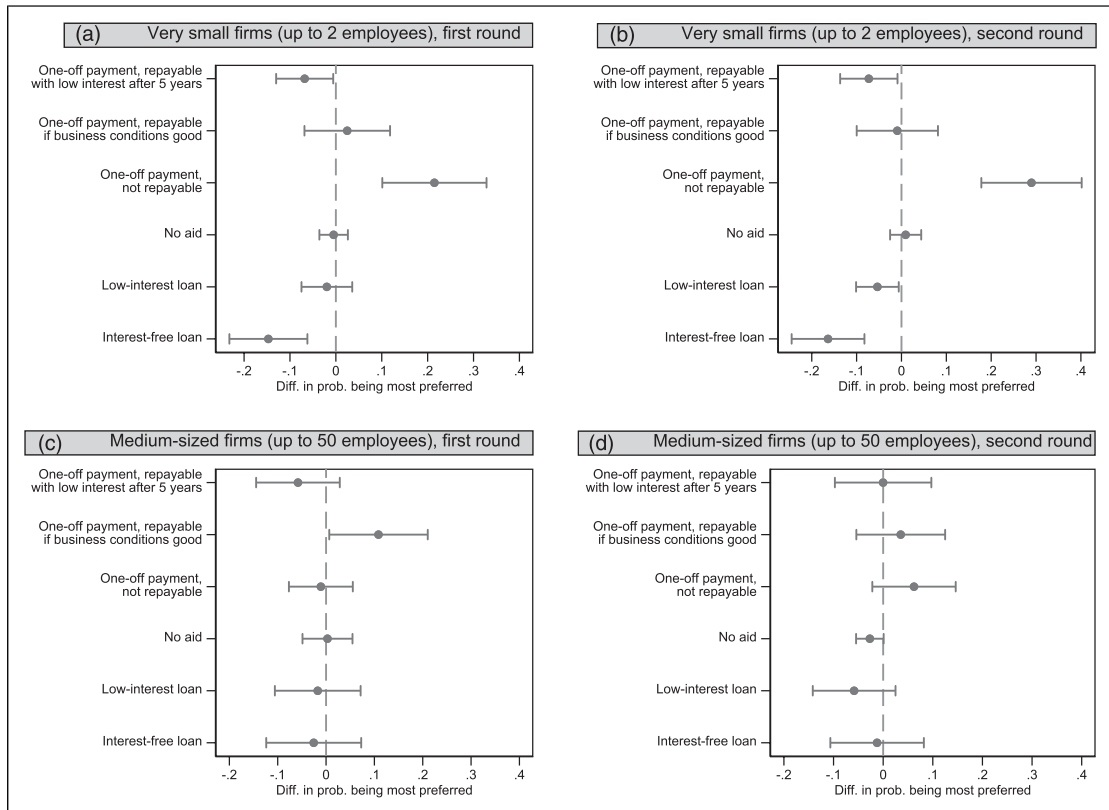 (a) Very small firms (up to 2 employees), first round
One-off payment, repayable
with low interest after 5 years
One-off payment, repayable
if business conditions good
One-off payment,
not repayable
No aid
Low-interest loan
Interest-free loan
-.2 -.1 0 .1 .2 .3 .4
Diff. in prob. being most preferred
(b) Very small firms (up to 2 employees), second round
One-off payment, repayable
with low interest after 5 years
One-off payment, repayable
if business conditions good
One-off payment,
not repayable
No aid
Low-interest loan
Interest-free loan
-.2 -.1 0 .1 .2 .3 .4
Diff. in prob. being most preferred
(c) Medium-sized firms (up to 50 employees), first round
One-off payment, repayable
with low interest after 5 years
One-off payment, repayable
if business conditions good
One-off payment,
not repayable
No aid
Low-interest loan
Interest-free loan
-.2 -.1 0 .1 .2 .3 .4
Diff. in prob. being most preferred
(d) Medium-sized firms (up to 50 employees), second round
One-off payment, repayable
with low interest after 5 years
One-off payment, repayable
if business conditions good
One-off payment,
not repayable
No aid
Low-interest loan
Interest-free loan
-.2 -.1 0 .1 .2 .3 .4
Diff. in prob. being most preferred